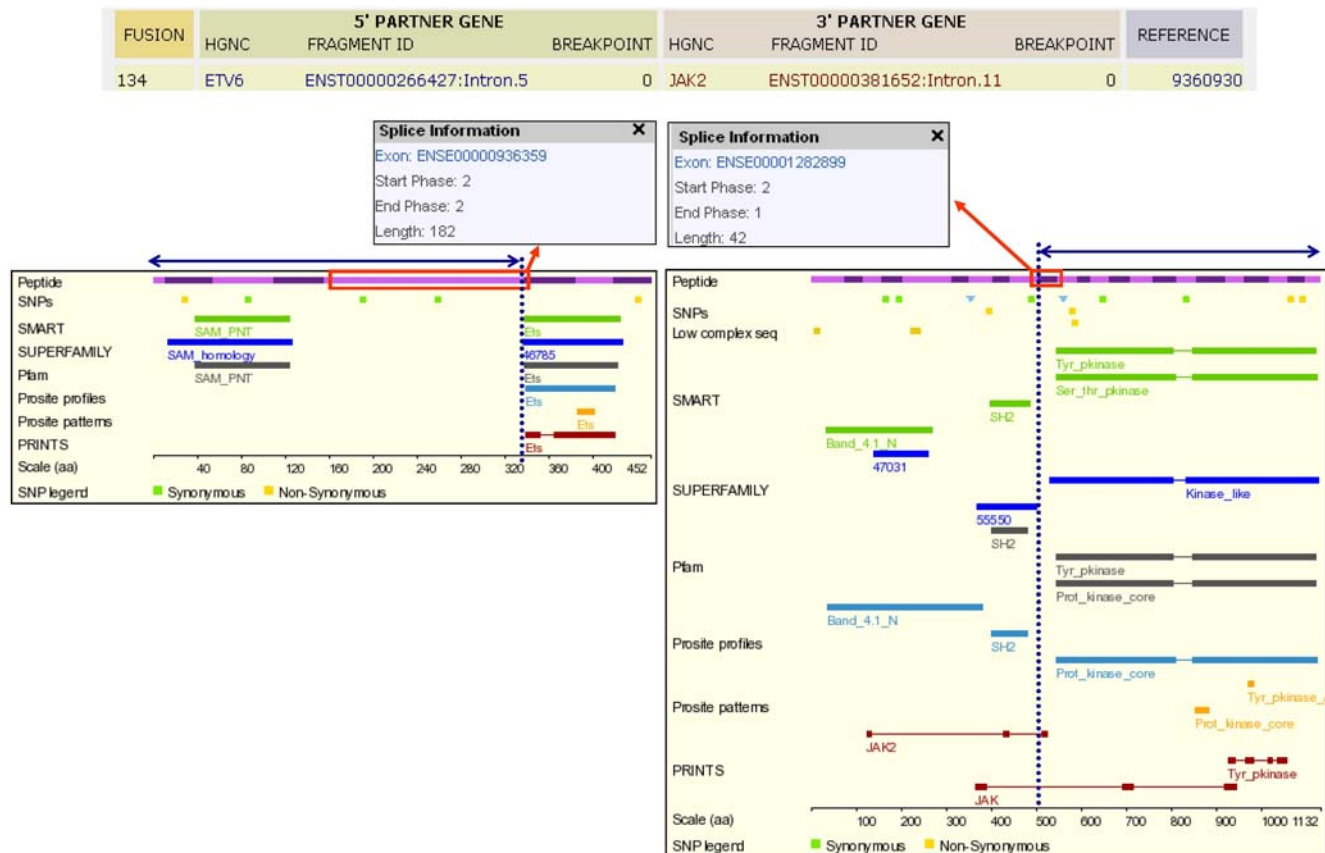 FUSION 5' PARTNER GENE 3' PARTNER GENE REFERENCE
HGNC FRAGMENT ID BREAKPOINT HGNC FRAGMENT ID BREAKPOINT
134 ETV6 ENST00000266427:Intron.5 0 JAK2 ENST00000381652:Intron.11 0 9360930
Splice Information X
Exon: ENSE00000936359
Start Phase: 2
End Phase: 2
Length: 182
Splice Information X
Exon: ENSE00001282899
Start Phase: 2
End Phase: 1
Length: 42
Peptide
SNPs
SMART
SAM_PNT Ets
SUPERFAMILY
SAM_homology 46785
Pfam
SAM_PNT Ets
Prosite profiles
Ets
Prosite patterns
Ets
PRINTS
Ets
Scale (aa) 40 80 120 160 200 240 260 320 360 400 452
SNP legend Synonymous Non-Synonymous
Peptide
SNPs
Low complex seq
Tyr_pkinase
Ser_thr_pkinase
SMART
SH2
Band_4.1_N
47031
SUPERFAMILY
Kinase_like
55550
SH2
Pfam
Tyr_pkinase
Prot_kinase_core
Band_4.1_N
Prosite profiles
SH2
Prot_kinase_core
Prosite patterns
Tyr_pkinase_
Prot_kinase_core
JAK2
PRINTS
Tyr_pkinase
JAK
Scale (aa) 100 200 300 400 500 600 700 800 900 1000 1132
SNP legend Synonymous Non-Synonymous